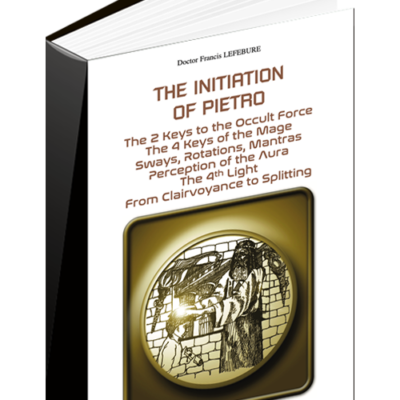 Doctor Francis LEFEBURE
THE INITIATION
OF PIETRO
The 2 Keys to the Occult Force
The 4 Keys of the Mage
Sways, Rotations, Mantras
Perception of the Aura
The 4th Light
From Clairvoyance to Splitting